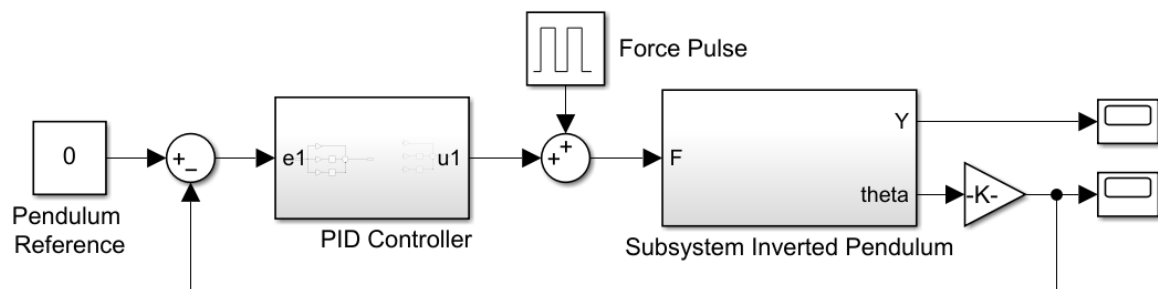 Force Pulse
0
+
_
e1
u1
+
+
F
Y
theta
-K-
Pendulum
Reference
PID Controller
Subsystem Inverted Pendulum